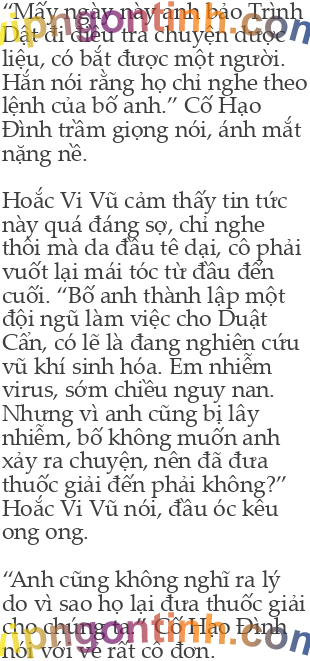 “Mấy ngày này anh bảo Trình
Dật đi điều tra chuyện dược
liệu, có bắt được một người.
Hắn nói rằng họ chỉ nghe theo
lệnh của bố anh.” Cố Hạo
Đình trầm giọng nói, ánh mắt
nặng nề.
Hoắc Vi Vũ cảm thấy tin tức
này quá đáng sợ, chỉ nghe
thôi mà da đầu tê dại, cô phải
vuốt lại mái tóc từ đầu đến
cuối. “Bố anh thành lập một
đội ngũ làm việc cho Duật
Cẩn, có lẽ là đang nghiên cứu
vũ khí sinh hóa. Em nhiễm
virus, sớm chiều nguy nan.
Nhưng vì anh cũng bị lây
nhiễm, bố không muốn anh
xảy ra chuyện, nên đã đưa
thuốc giải đến phải không?”
Hoắc Vi Vũ nói, đầu óc kêu
ong ong.
“Anh cũng không nghĩ ra lý
do vì sao họ lại đưa thuốc giải
cho chúng ta.” Cố Hạo Đình
nói với vẻ rất cô đơn.